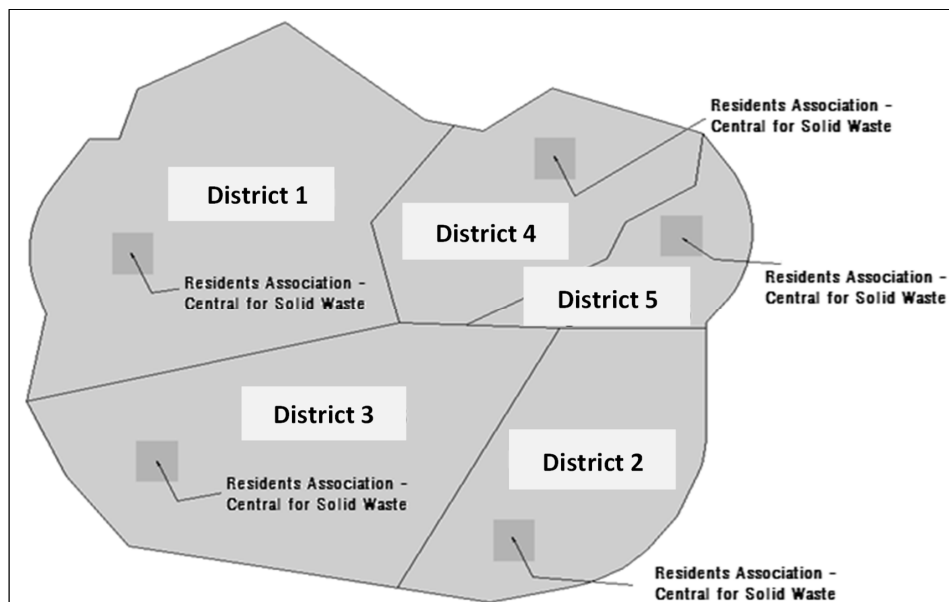 Residents Association -
Central for Solid Waste
District 1
District 4
Residents Association -
Central for Solid Waste
Residents Association -
Central for Solid Waste
District 5
District 3
District 2
Residents Association -
Central for Solid Waste
Residents Association -
Central for Solid Waste